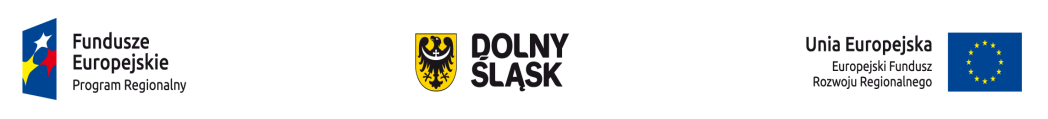 Fundusze
Europejskie
Program Regionalny
DOLNY
ŚLĄSK
Unia Europejska
Europejski Fundusz
Rozwoju Regionalnego